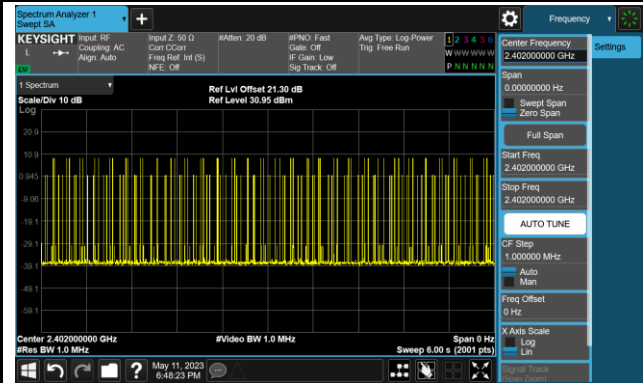 Spectrum Analyzer 1
Swept SA
Frequency
KEYSIGHT
Input: RF
Coupling: AC
Align: Auto
Input Z: 50 Ω
Corr CCorr
Freq Ref: Int (S)
NFE: Off
#Atten: 20 dB
#PNO: Fast
Gate: Off
IF Gain: Low
Sig Track: Off
Avg Type: Log-Power
Trig: Free Run
1 2 3 4 5 6
W W W W W W
P N N N N N
L
1 Spectrum
Scale/Div 10 dB
Log
Ref Lvl Offset 21.30 dB
Ref Level 30.95 dBm
20.9
10.9
0.945
-9.06
-19.1
-29.1
-39.1
-49.1
-59.1
Center 2.402000000 GHz
#Res BW 1.0 MHz
#Video BW 1.0 MHz
Span 0 Hz
Sweep 6.00 s (2001 pts)
May 11, 2023
6:48:23 PM
Center Frequency
2.402000000 GHz
Settings
Span
0.00000000 Hz
Swept Span
Zero Span
Full Span
Start Freq
2.402000000 GHz
Stop Freq
2.402000000 GHz
AUTO TUNE
CF Step
1.000000 MHz
Auto
Man
Freq Offset
0 Hz
X Axis Scale
Log
Lin
Signal Track
(Span Zoom)